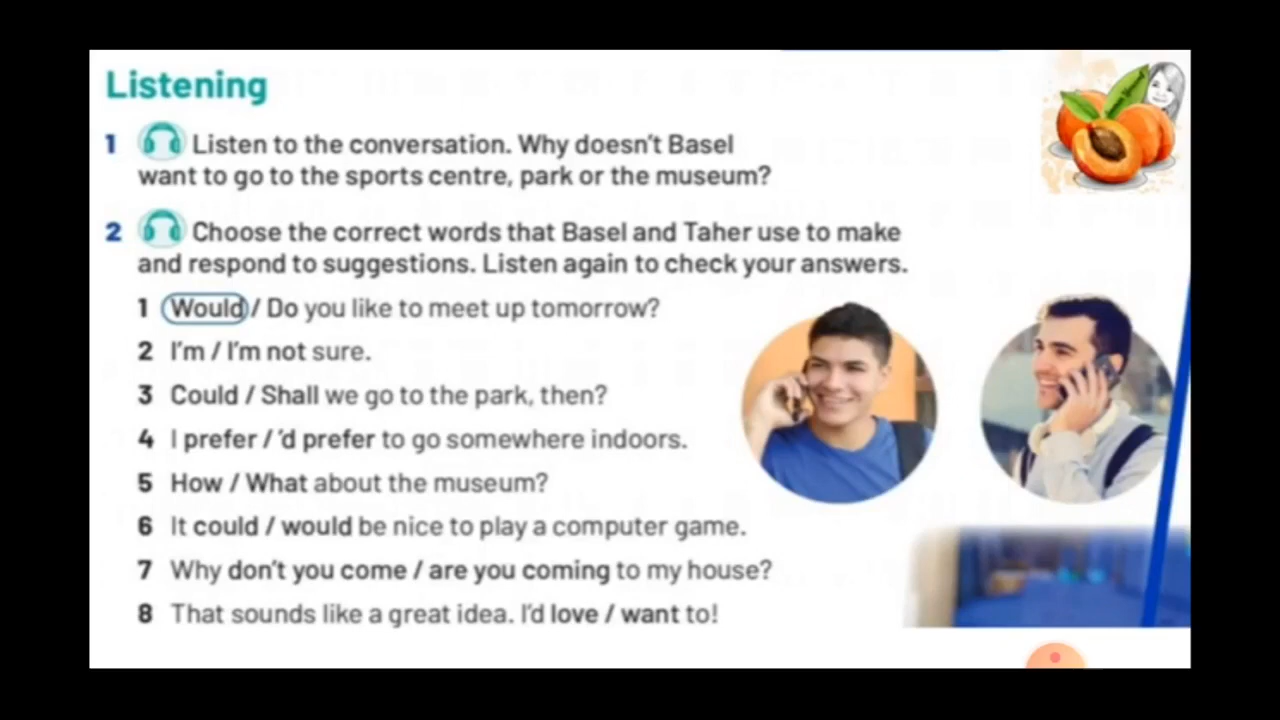 Listening
1 Listen to the conversation. Why doesn't Basel
want to go to the sports centre, park or the museum?
2 Choose the correct words that Basel and Taher use to make
and respond to suggestions. Listen again to check your answers.
1 Would / Do you like to meet up tomorrow?
2 I'm / I'm not sure.
3 Could / Shall we go to the park, then?
4 I prefer / 'd prefer to go somewhere indoors.
5 How / What about the museum?
6 It could / would be nice to play a computer game.
7 Why don't you come / are you coming to my house?
8 That sounds like a great idea. I'd love / want to!